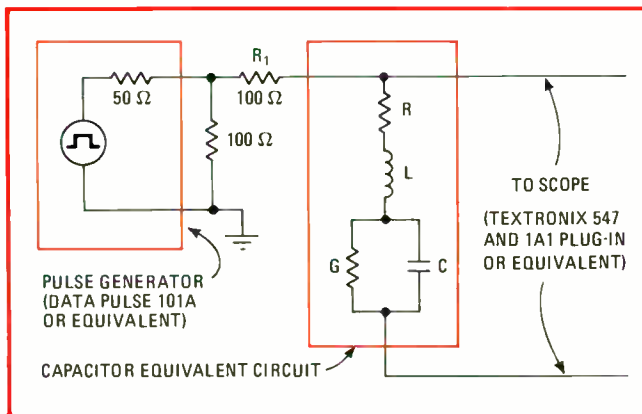 R1
50 Ω
100 Ω
100 Ω
R
L
G
C
TO SCOPE
(TEXTRONIX 547
AND 1A1 PLUG-IN
OR EQUIVALENT)
PULSE GENERATOR
(DATA PULSE 101A
OR EQUIVALENT)
CAPACITOR EQUIVALENT CIRCUIT